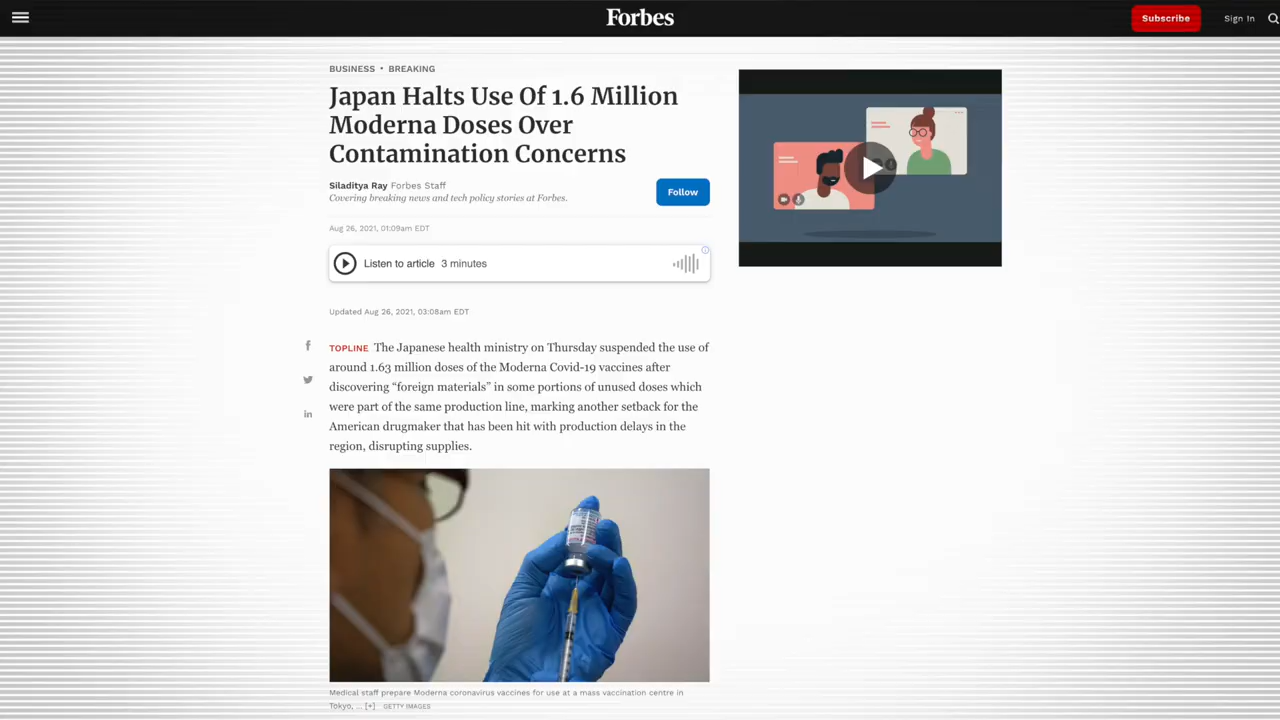 Forbes
Subscribe
Sign In
BUSINESS • BREAKING
Japan Halts Use Of 1.6 Million
Moderna Doses Over
Contamination Concerns
Siladitya Ray Forbes Staff
Follow
Covering breaking news and tech policy stories at Forbes.
Aug 26, 2021, 01:09am EDT
Listen to article 3 minutes
Updated Aug 26, 2021, 03:08am EDT
TOPLINE The Japanese health ministry on Thursday suspended the use of
around 1.63 million doses of the Moderna Covid-19 vaccines after
discovering “foreign materials” in some portions of unused doses which
were part of the same production line, marking another setback for the
American drugmaker that has been hit with production delays in the
region, disrupting supplies.
Medical staff prepare Moderna coronavirus vaccines for use at a mass vaccination centre in
Tokyo, ... [+] GETTY IMAGES